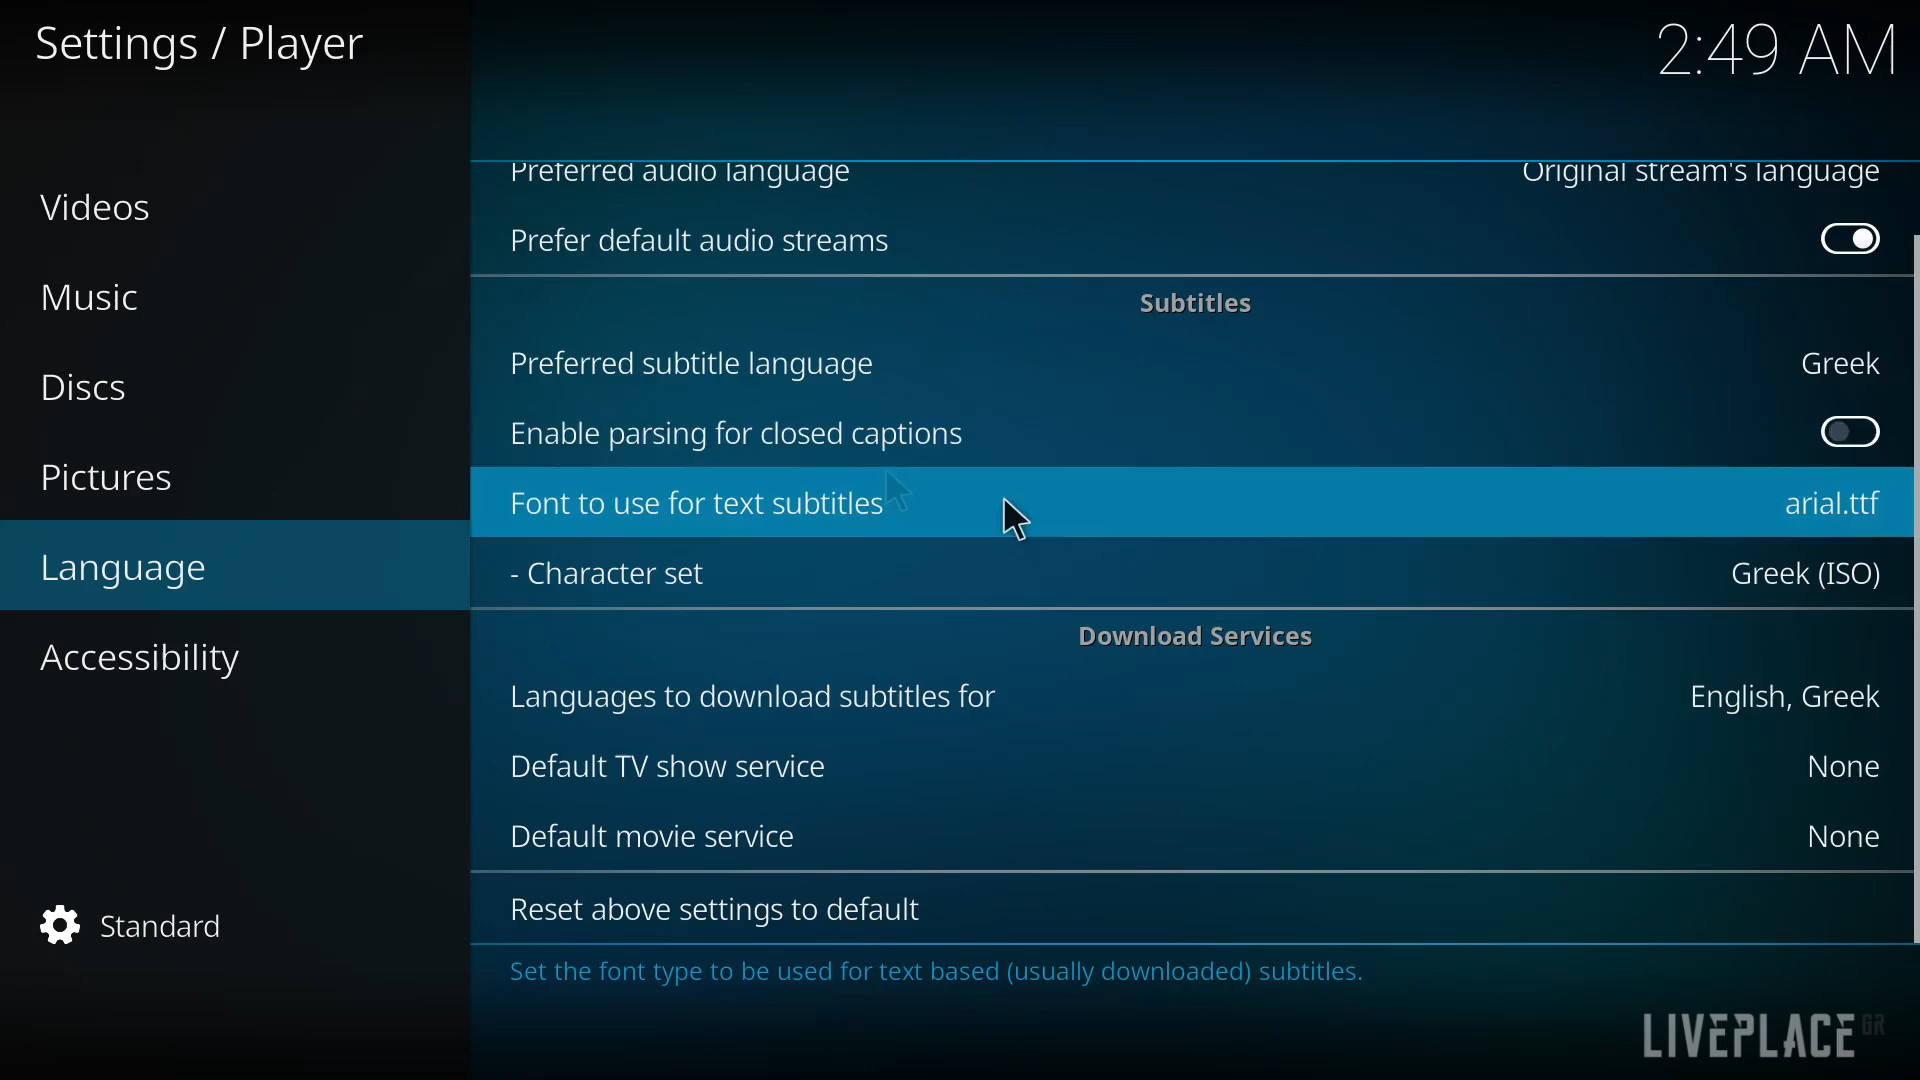 Settings / Player
2:49 AM
Videos
Music
Discs
Pictures
Language
Accessibility
Standard
Preferred audio language Original stream's language
Prefer default audio streams
Subtitles
Preferred subtitle language Greek
Enable parsing for closed captions
Font to use for text subtitles arial.ttf
- Character set Greek (ISO)
Download Services
Languages to download subtitles for English, Greek
Default TV show service None
Default movie service None
Reset above settings to default
Set the font type to be used for text based (usually downloaded) subtitles.
LIVEPLACE GR